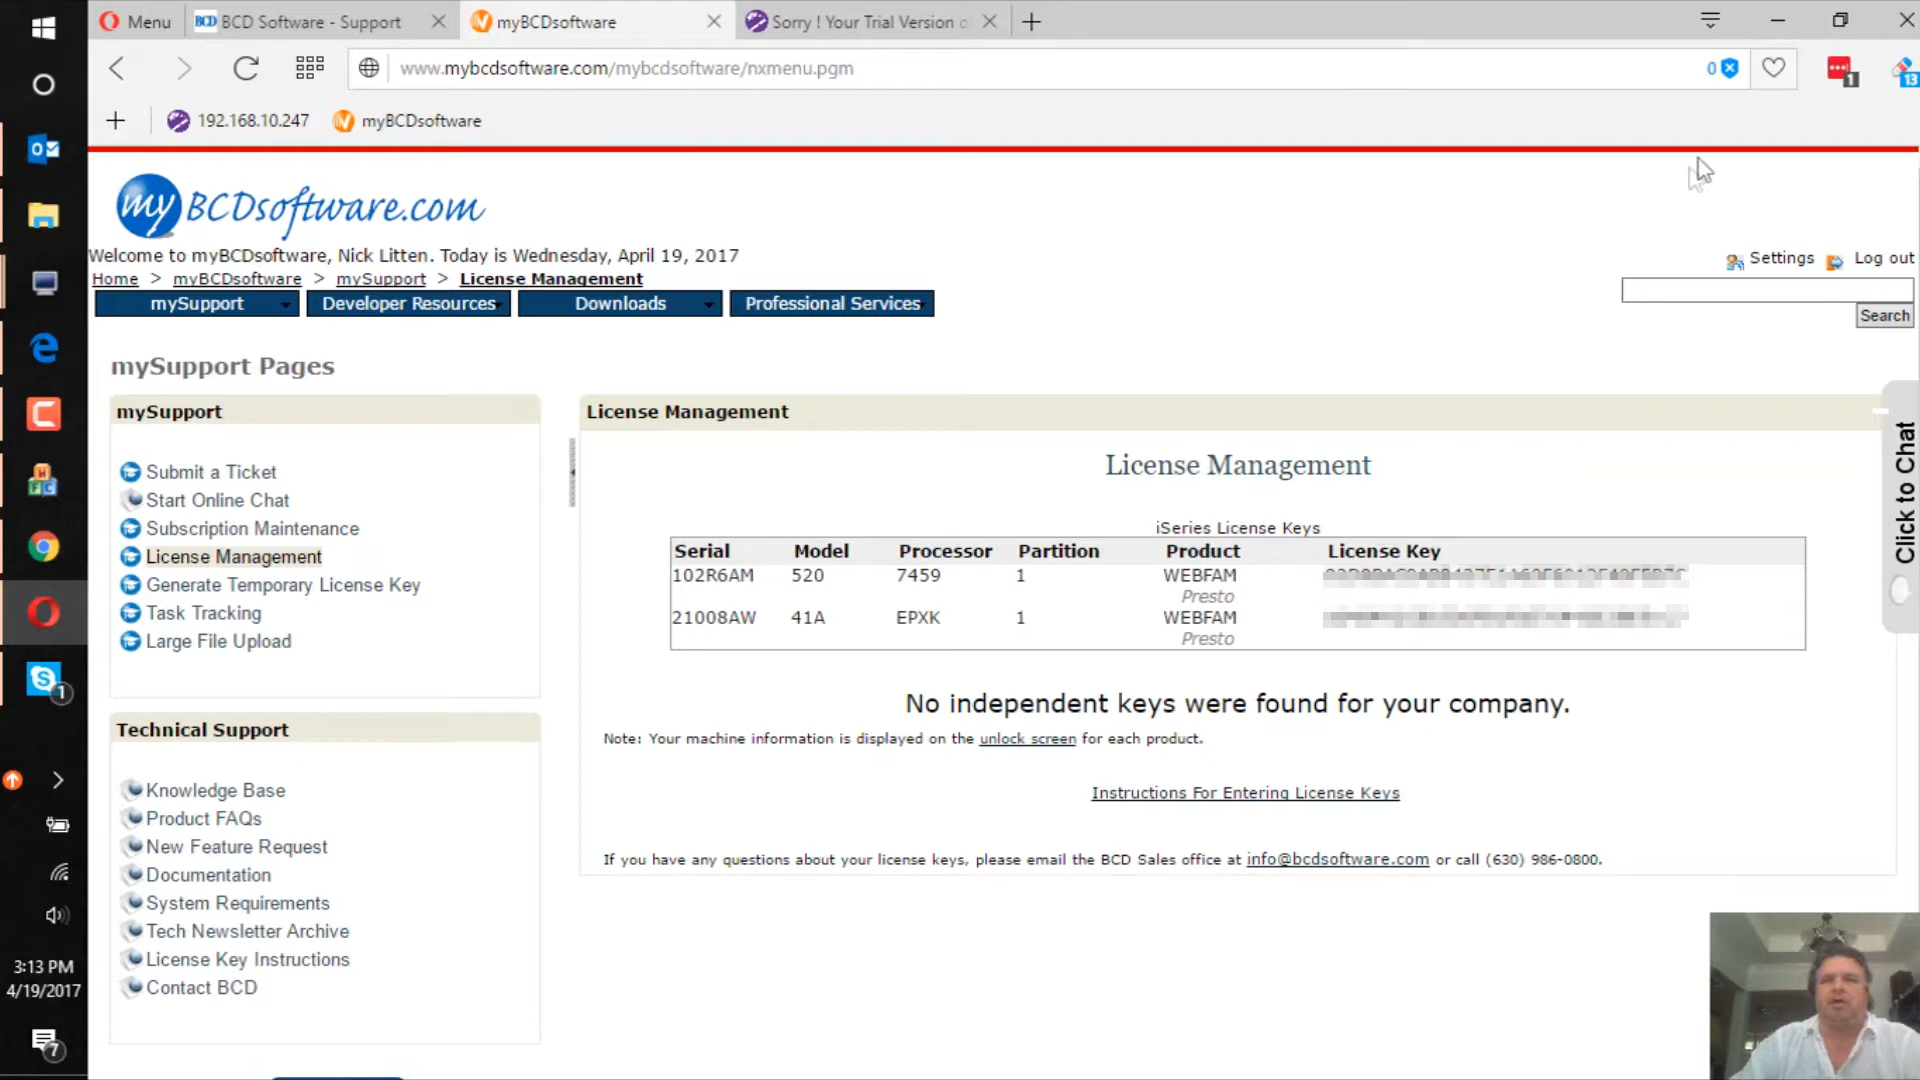 Menu
BCD BCD Software - Support
myBCDsoftware
Sorry ! Your Trial Version o
www.mybcdsoftware.com/mybcdsoftware/nxmenu.pgm
0
1
13
192.168.10.247
myBCDsoftware
my BCDsoftware.com
Welcome to myBCDsoftware, Nick Litten. Today is Wednesday, April 19, 2017
Settings
Log out
Home > myBCDsoftware > mySupport > License Management
mySupport
Developer Resources
Downloads
Professional Services
Search
mySupport Pages
mySupport
Submit a Ticket
Start Online Chat
Subscription Maintenance
License Management
Generate Temporary License Key
Task Tracking
Large File Upload
Technical Support
Knowledge Base
Product FAQs
New Feature Request
Documentation
System Requirements
Tech Newsletter Archive
License Key Instructions
Contact BCD
License Management
License Management
iSeries License Keys
Serial Model Processor Partition Product License Key
102R6AM 520 7459 1 WEBFAM
Presto
21008AW 41A EPXK 1 WEBFAM
Presto
No independent keys were found for your company.
Note: Your machine information is displayed on the unlock screen for each product.
Instructions For Entering License Keys
If you have any questions about your license keys, please email the BCD Sales office at info@bcdsoftware.com or call (630) 986-0800.
Click to Chat
1
3:13 PM
4/19/2017
7